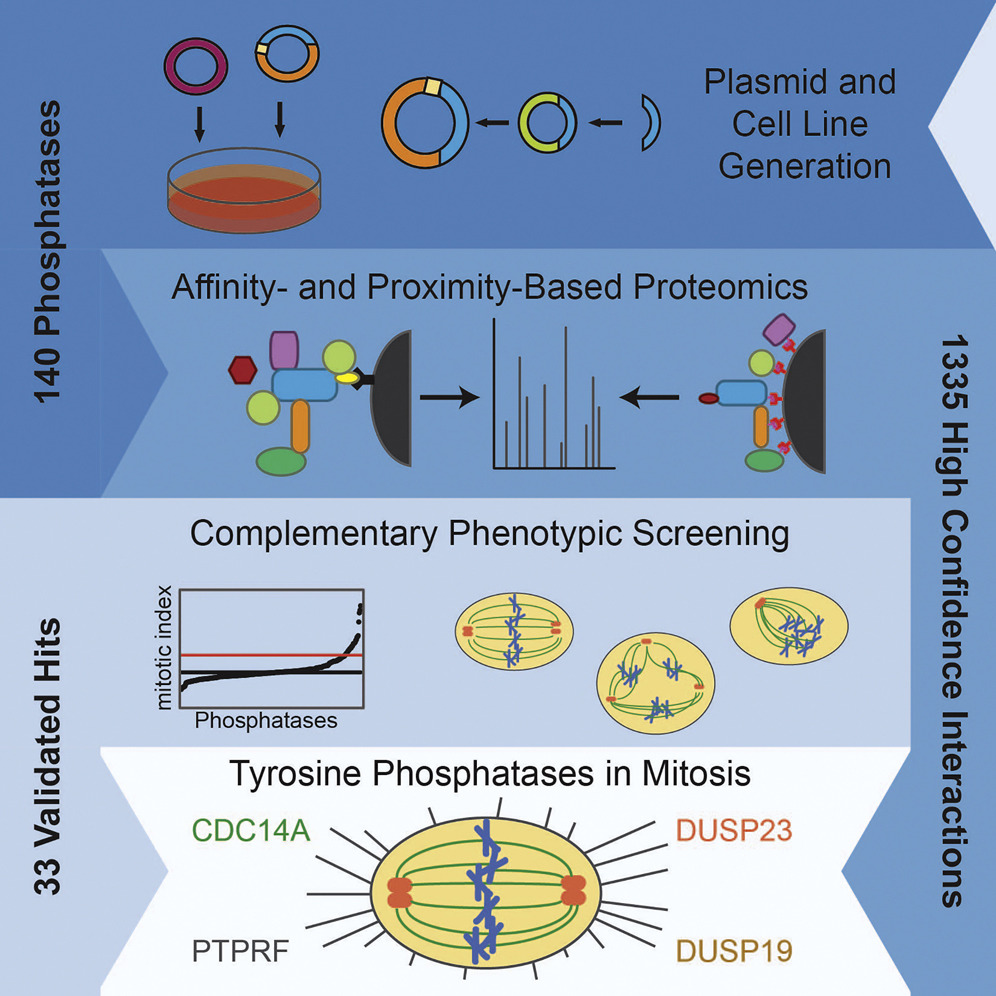 140 Phosphatases
Plasmid and
Cell Line
Generation
Affinity- and Proximity-Based Proteomics
1335 High Confidence Interactions
Complementary Phenotypic Screening
33 Validated Hits
mitotic index
Phosphatases
Tyrosine Phosphatases in Mitosis
CDC14A
DUSP23
PTPRF
DUSP19